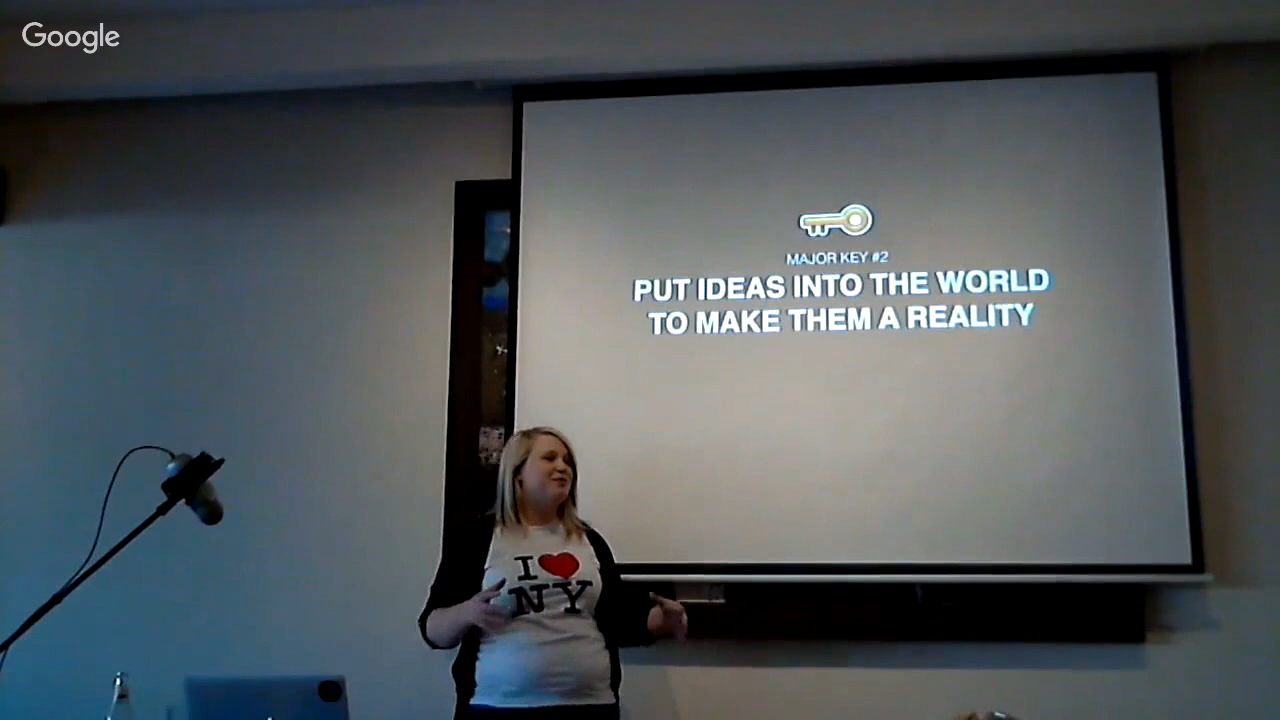 Google
MAJOR KEY #2
PUT IDEAS INTO THE WORLD
TO MAKE THEM A REALITY
I ❤
NY